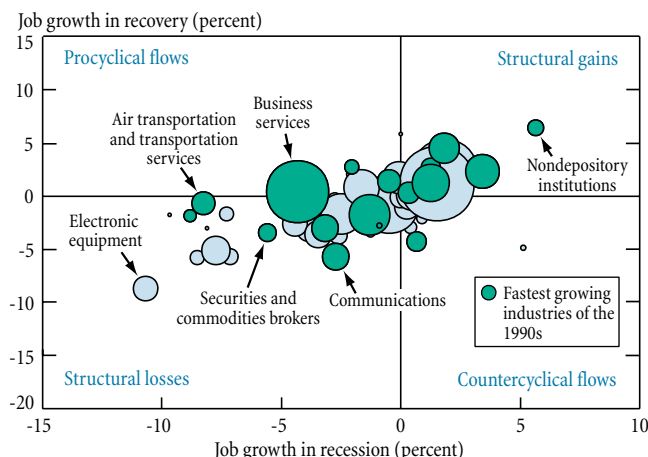 Job growth in recovery (percent)
15
10
5
0
-5
-10
-15
-20
Procyclical flows
Structural gains
Air transportation
and transportation
services
Business
services
Nondepository
institutions
Electronic
equipment
Securities and
commodities brokers
Communications
Fastest growing
industries of the
1990s
Structural losses
Countercyclical flows
-15
-10
-5
0
5
10
Job growth in recession (percent)